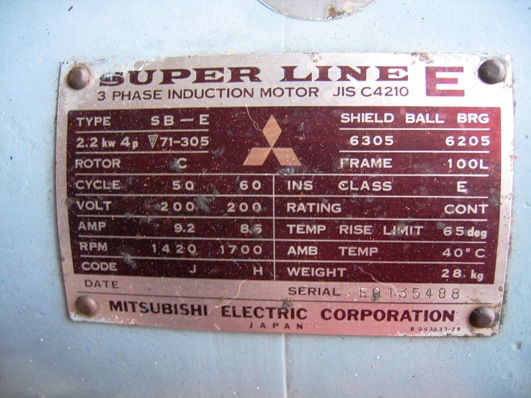 SUPER LINE E
3 PHASE INDUCTION MOTOR JIS C4210
TYPE SB-E SHIELD BALL BRG
2.2 kw 4p ▽71-305 6305 6205
ROTOR C FRAME 100L
CYCLE 50 60 INS CLASS E
VOLT 200 200 RATING CONT
AMP 9.2 8.6 TEMP RISE LIMIT 65deg
RPM 1420 1700 AMB TEMP 40°C
CODE J H WEIGHT 28.kg
DATE SERIAL
MITSUBISHI ELECTRIC CORPORATION
JAPAN